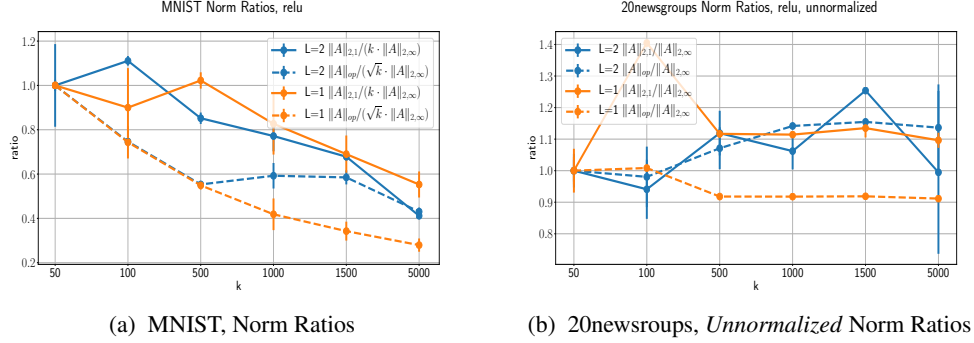 MNIST Norm Ratios, relu
1.2
1.0
0.8
0.6
0.4
0.2
ratio
L=2 ‖A‖2,1/(k · ‖A‖2,∞)
L=2 ‖A‖op/(√k · ‖A‖2,∞)
L=1 ‖A‖2,1/(k · ‖A‖2,∞)
L=1 ‖A‖op/(√k · ‖A‖2,∞)
50 100 500 1000 1500 5000
k
(a) MNIST, Norm Ratios
20newsgroups Norm Ratios, relu, unnormalized
1.4
1.3
1.2
1.1
1.0
0.9
0.8
ratio
L=2 ‖A‖2,1/‖A‖2,∞
L=2 ‖A‖op/‖A‖2,∞
L=1 ‖A‖2,1/‖A‖2,∞
L=1 ‖A‖op/‖A‖2,∞
50 100 500 1000 1500 5000
k
(b) 20newsroups, Unnormalized Norm Ratios